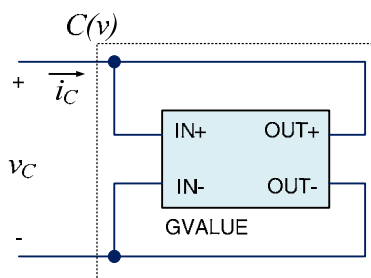 C(v)
+
i_C
IN+ OUT+
v_C
IN- OUT-
-
GVALUE